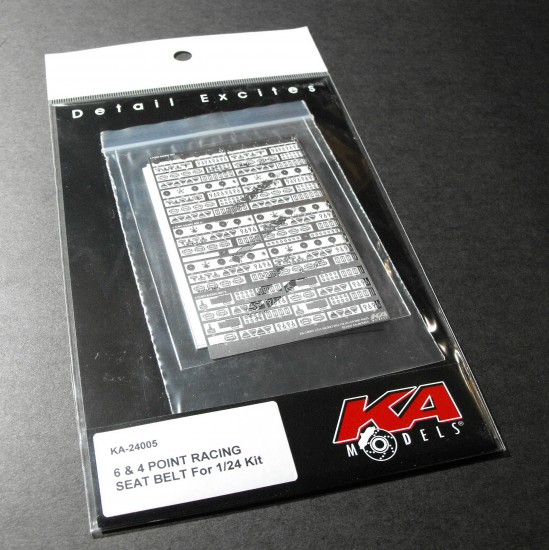 Detail Excites
KA-24005
6 & 4 POINT RACING
SEAT BELT For 1/24 Kit
KA
MODELS®